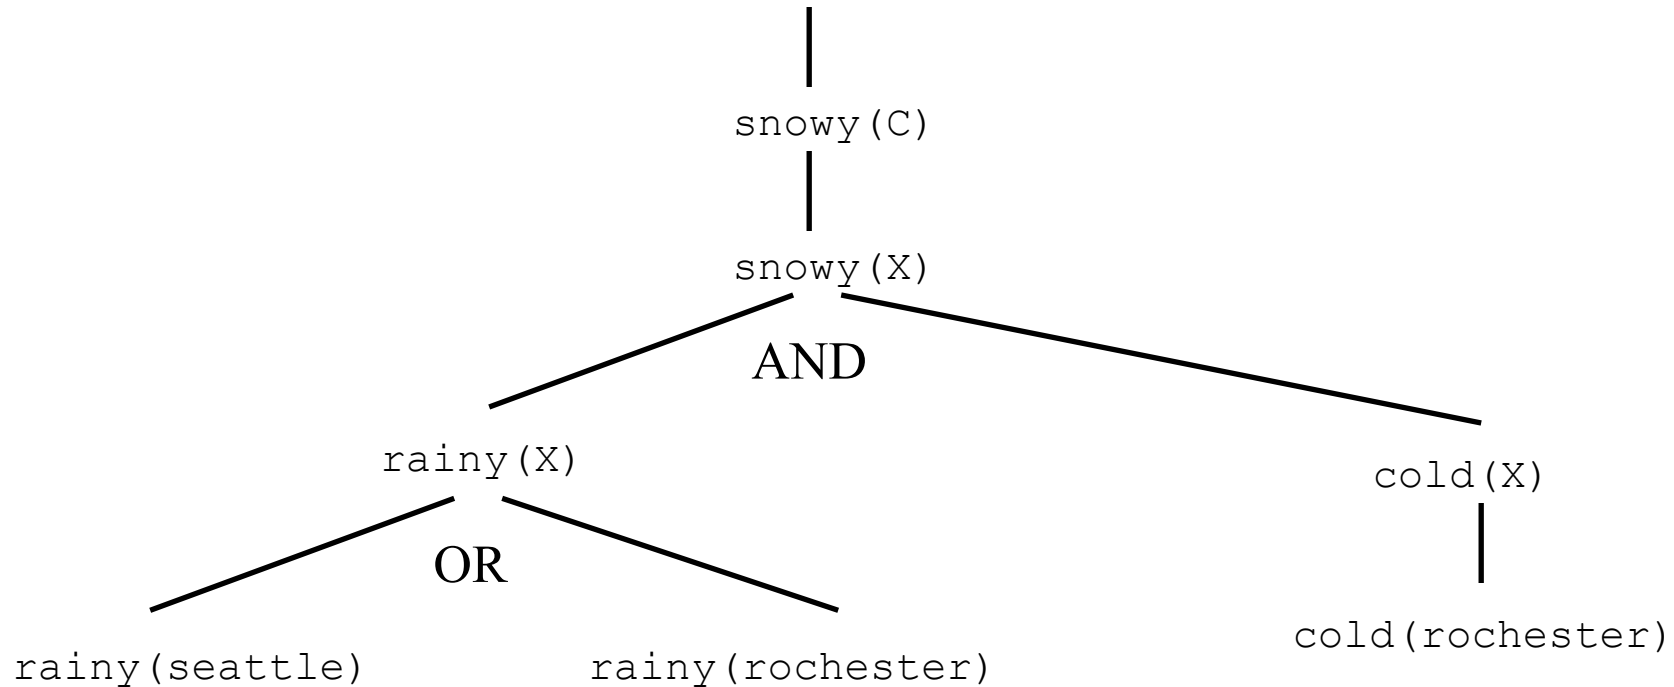 snowy(C)
snowy(X)
AND
rainy(X)
cold(X)
OR
rainy(seattle)
rainy(rochester)
cold(rochester)